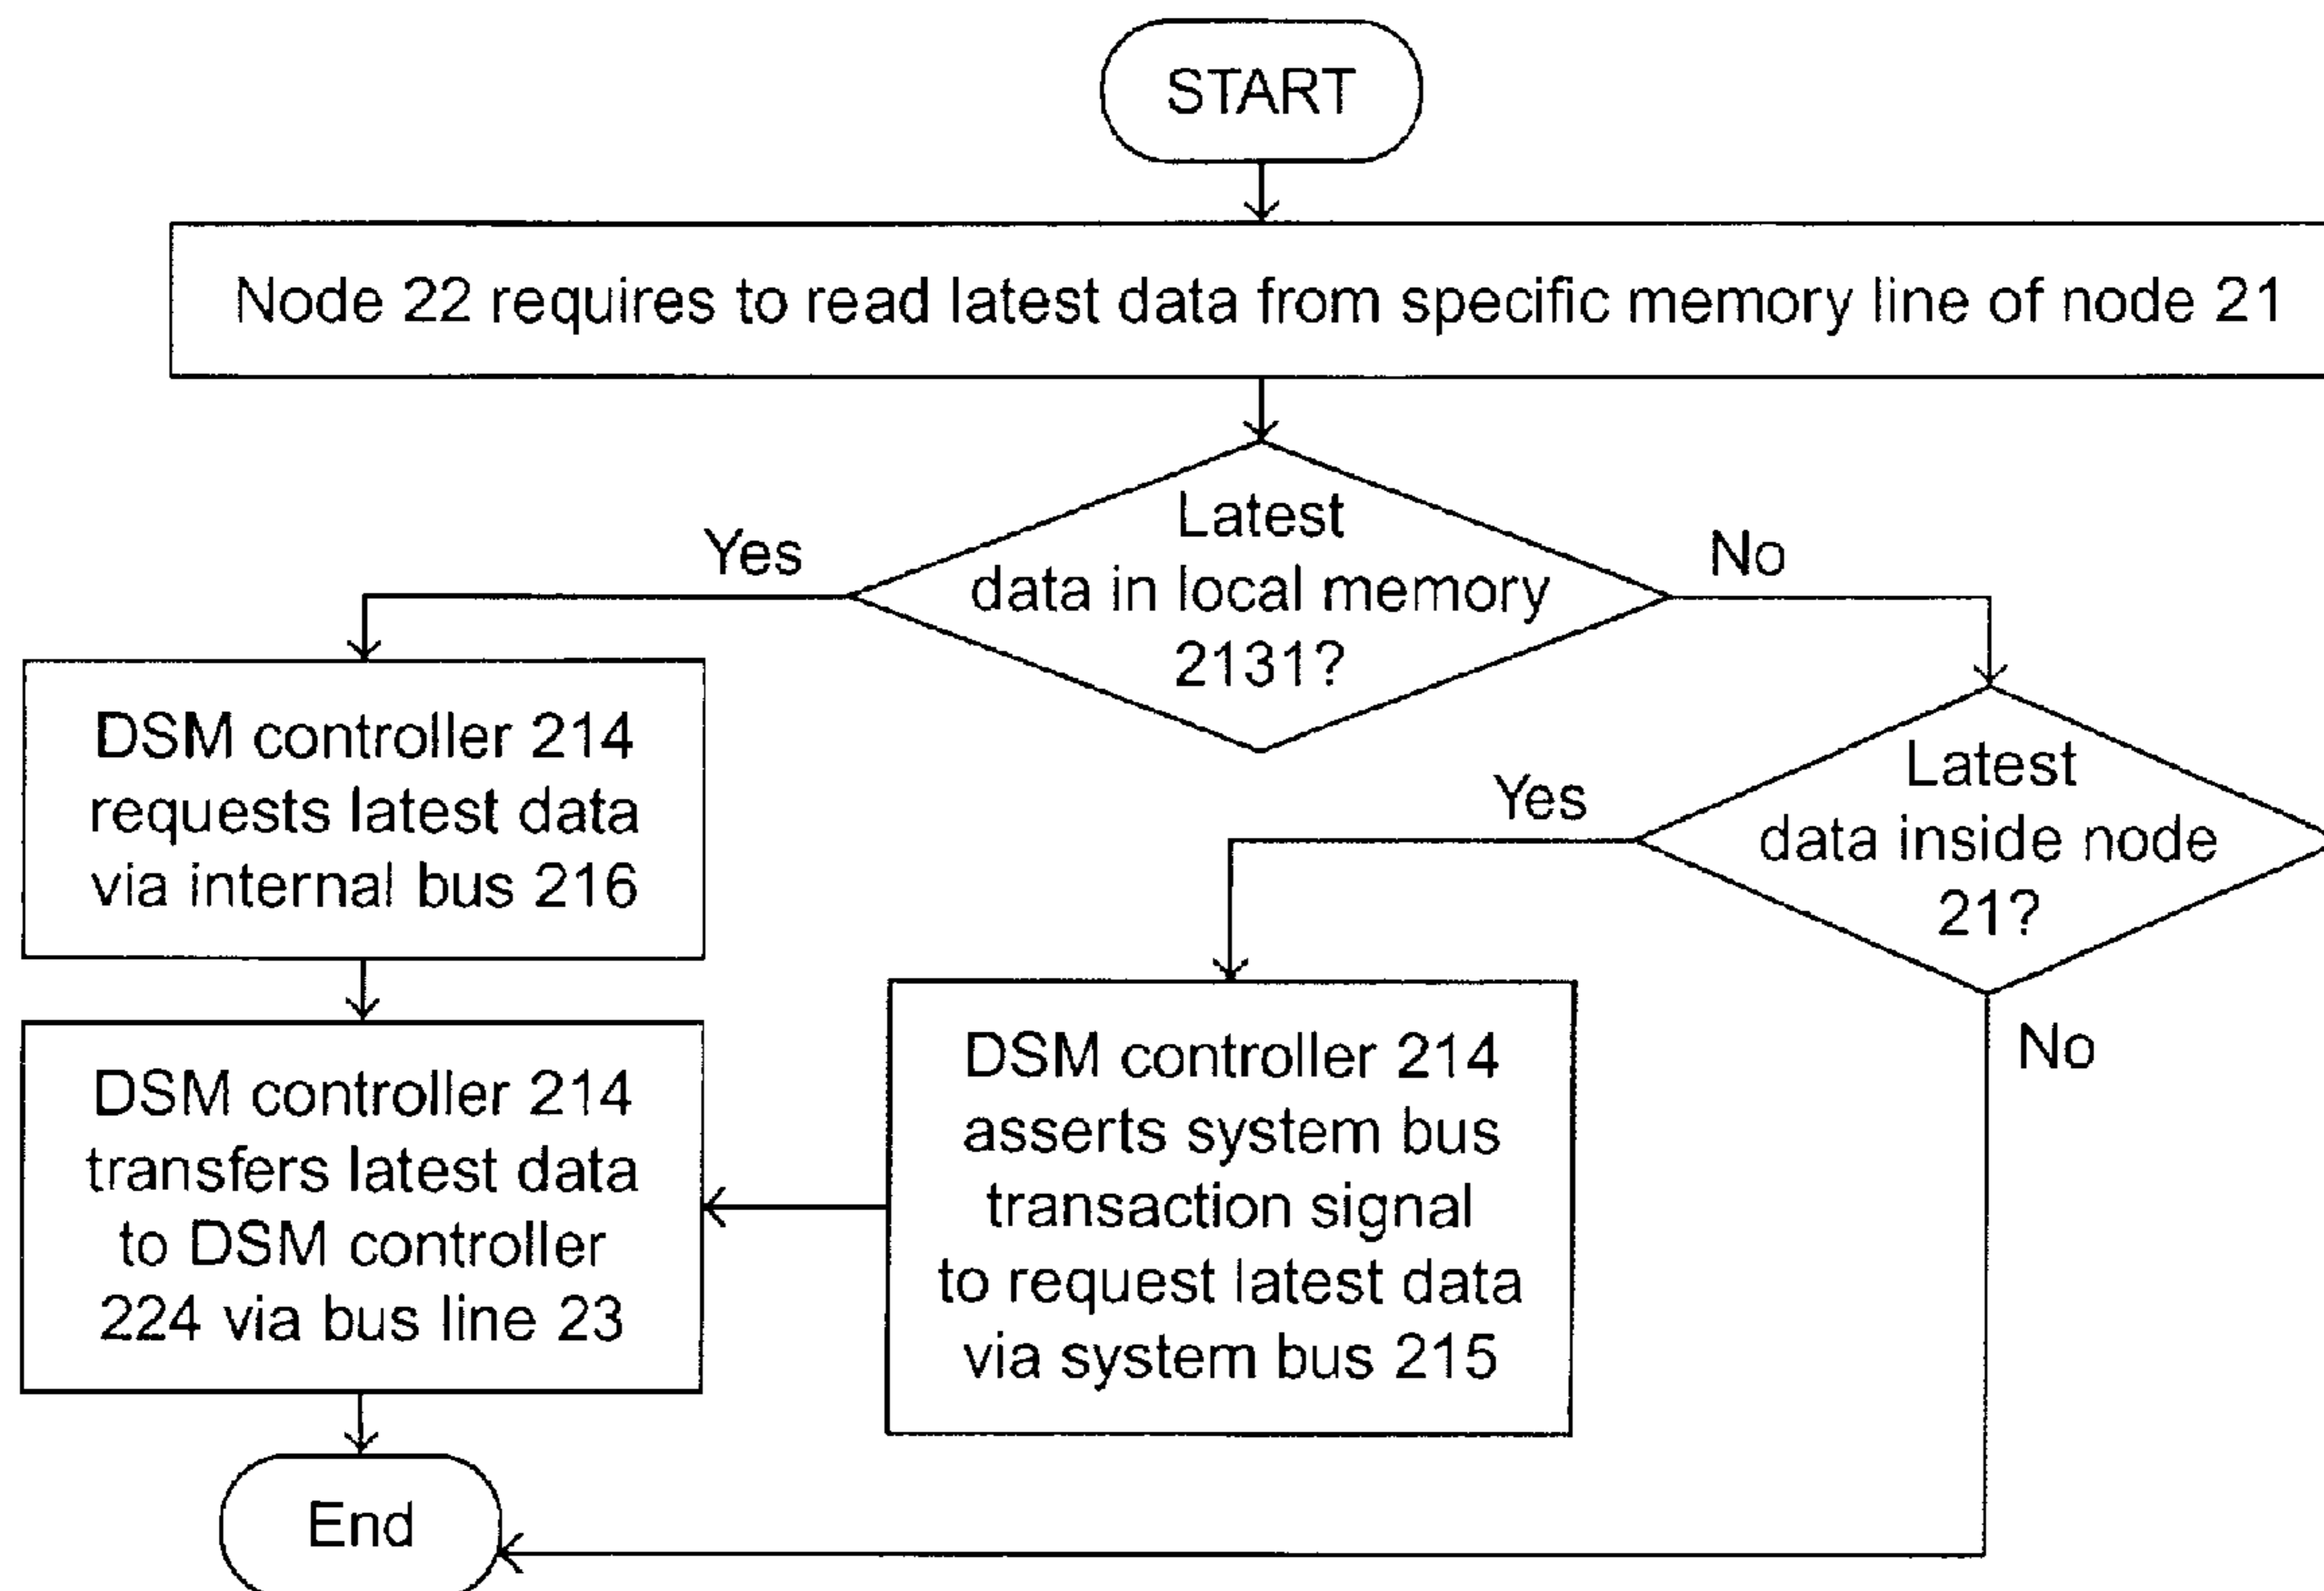 START
Node 22 requires to read latest data from specific memory line of node 21
Latest
data in local memory
2131?
Yes
No
DSM controller 214
requests latest data
via internal bus 216
Latest
data inside node
21?
Yes
No
DSM controller 214
asserts system bus
transaction signal
to request latest data
via system bus 215
DSM controller 214
transfers latest data
to DSM controller
224 via bus line 23
End